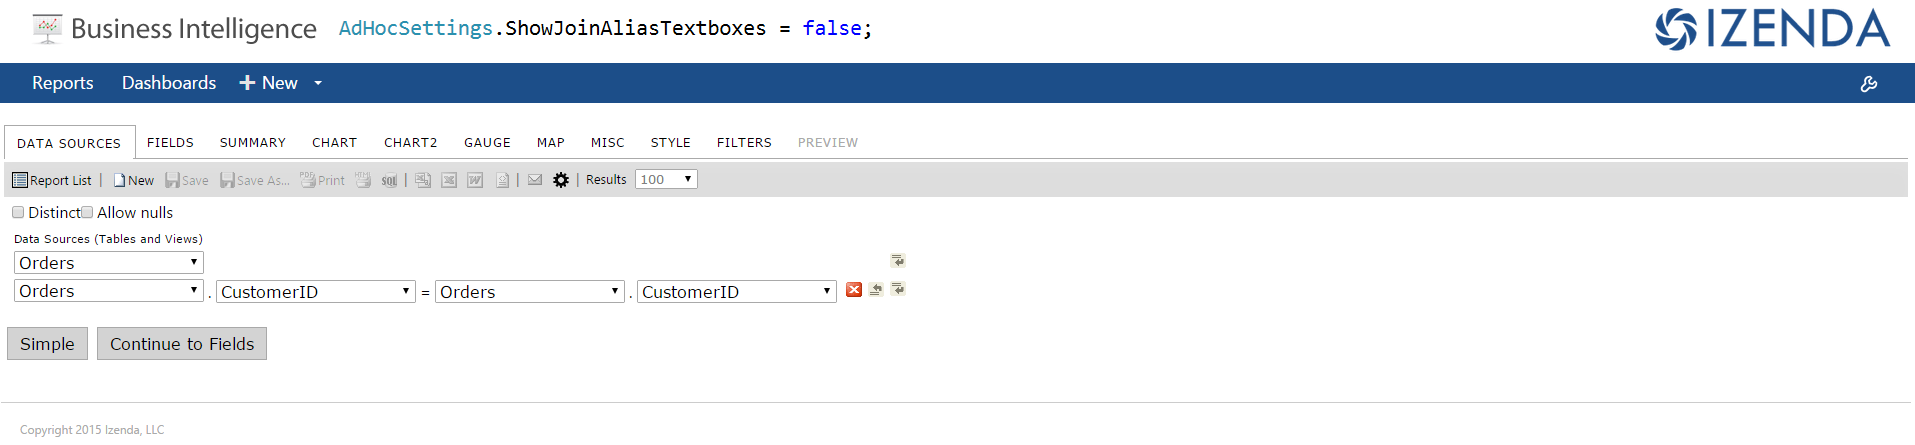 Business Intelligence AdHocSettings.ShowJoinAliasTextboxes = false; IZENDA
Reports Dashboards + New
DATA SOURCES FIELDS SUMMARY CHART CHART2 GAUGE MAP MISC STYLE FILTERS PREVIEW
Report List | New Save Save As... PDF Print HTML SQL | | | Results 100
Distinct Allow nulls
Data Sources (Tables and Views)
Orders
Orders . CustomerID = Orders . CustomerID
Simple Continue to Fields
Copyright 2015 Izenda, LLC